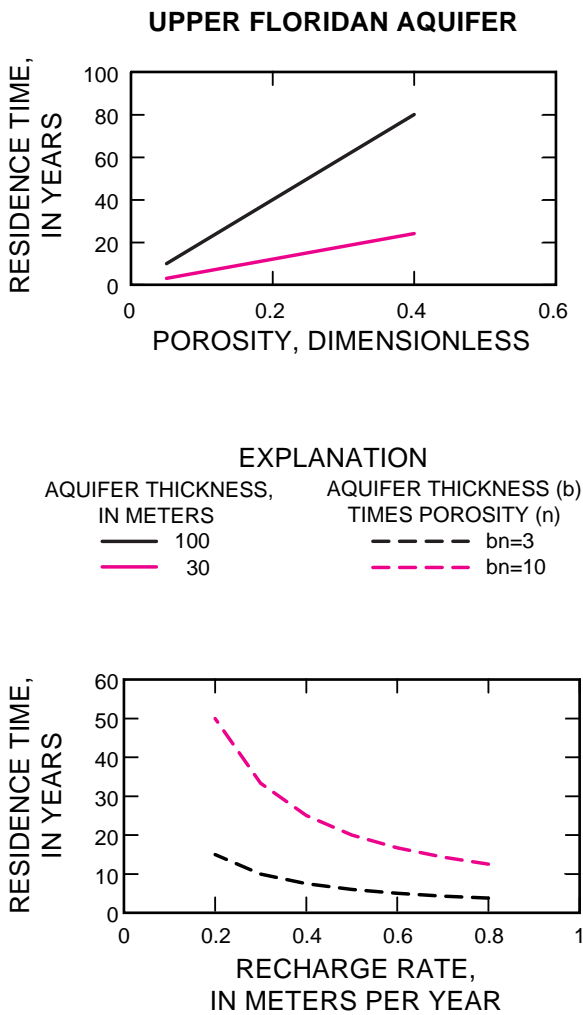 UPPER FLORIDAN AQUIFER
RESIDENCE TIME,
IN YEARS
100
80
60
40
20
0
0
0.2
0.4
0.6
POROSITY, DIMENSIONLESS
EXPLANATION
AQUIFER THICKNESS,
IN METERS
100
30
AQUIFER THICKNESS (b)
TIMES POROSITY (n)
bn=3
bn=10
RESIDENCE TIME,
IN YEARS
60
50
40
30
20
10
0
0
0.2
0.4
0.6
0.8
1
RECHARGE RATE,
IN METERS PER YEAR